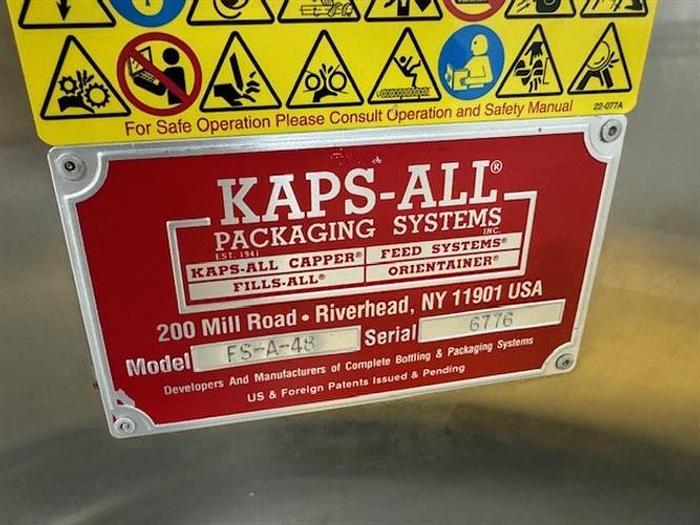 For Safe Operation Please Consult Operation and Safety Manual
22-077A
KAPS-ALL®
PACKAGING SYSTEMS
EST. 1941
INC.
KAPS-ALL CAPPER® FEED SYSTEMS®
FILLS-ALL® ORIENTAINER®
200 Mill Road • Riverhead, NY 11901 USA
Model FS-A-48 Serial 6776
Developers And Manufacturers of Complete Bottling & Packaging Systems
US & Foreign Patents Issued & Pending